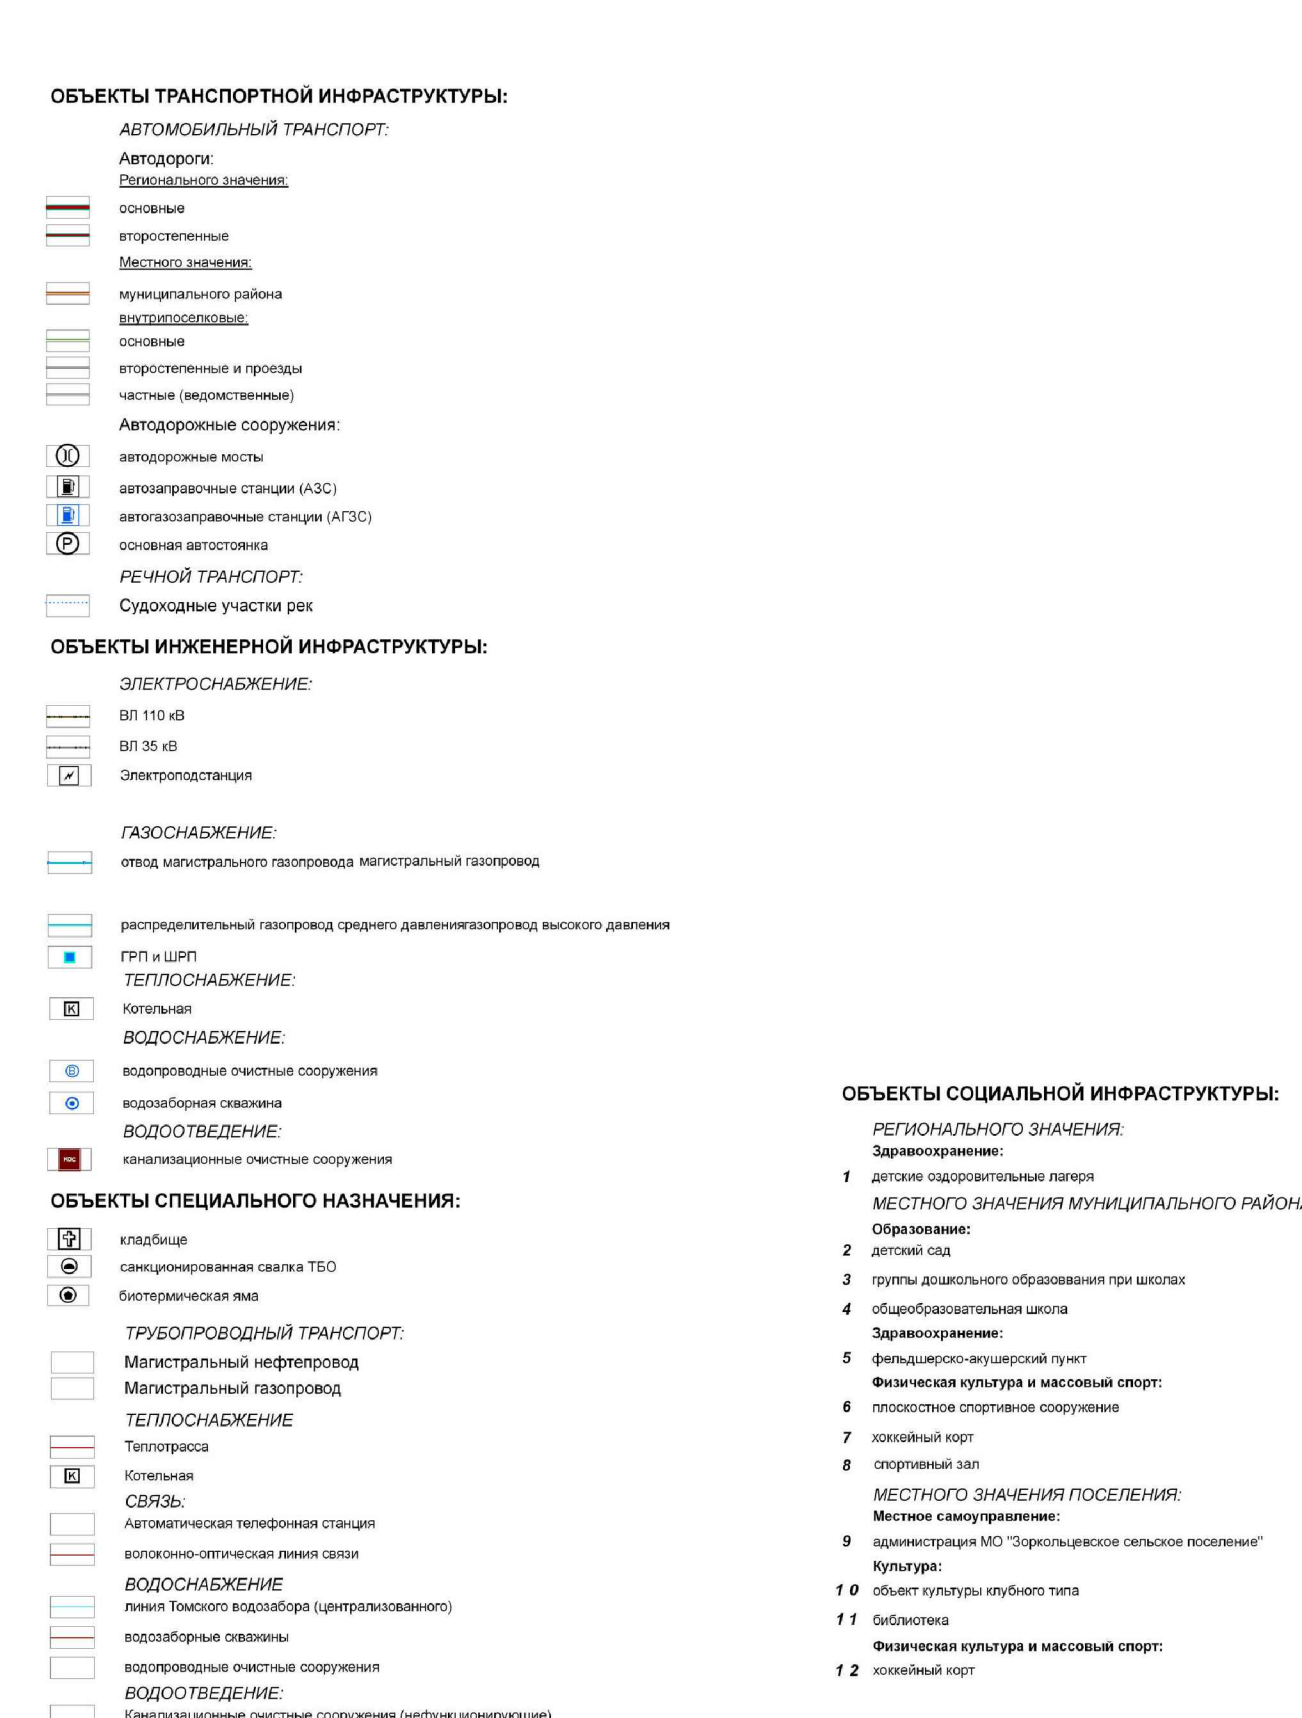 ОБЪЕКТЫ ТРАНСПОРТНОЙ ИНФРАСТРУКТУРЫ:
АВТОМОБИЛЬНЫЙ ТРАНСПОРТ:
Автодороги:
Регионального значения:
основные
второстепенные
Местного значения:
муниципального района
внутрипоселковые:
основные
второстепенные и проезды
частные (ведомственные)
Автодорожные сооружения:
автодорожные мосты
автозаправочные станции (АЗС)
автогазозаправочные станции (АГЗС)
P основная автостоянка
РЕЧНОЙ ТРАНСПОРТ:
Судоходные участки рек
ОБЪЕКТЫ ИНЖЕНЕРНОЙ ИНФРАСТРУКТУРЫ:
ЭЛЕКТРОСНАБЖЕНИЕ:
ВЛ 110 кВ
ВЛ 35 кВ
Электроподстанция
ГАЗОСНАБЖЕНИЕ:
отвод магистрального газопровода магистральный газопровод
распределительный газопровод среднего давлениягазопровод высокого давления
ГРП и ШРП
ТЕПЛОСНАБЖЕНИЕ:
К Котельная
ВОДОСНАБЖЕНИЕ:
В водопроводные очистные сооружения
водозаборная скважина
ВОДООТВЕДЕНИЕ:
КОС канализационные очистные сооружения
ОБЪЕКТЫ СПЕЦИАЛЬНОГО НАЗНАЧЕНИЯ:
кладбище
санкционированная свалка ТБО
биотермическая яма
ТРУБОПРОВОДНЫЙ ТРАНСПОРТ:
Магистральный нефтепровод
Магистральный газопровод
ТЕПЛОСНАБЖЕНИЕ
Теплотрасса
К Котельная
СВЯЗЬ:
Автоматическая телефонная станция
волоконно-оптическая линия связи
ВОДОСНАБЖЕНИЕ
линия Томского водозабора (централизованного)
водозаборные скважины
водопроводные очистные сооружения
ВОДООТВЕДЕНИЕ:
Канализационные очистные сооружения (нефункционирующие)
ОБЪЕКТЫ СОЦИАЛЬНОЙ ИНФРАСТРУКТУРЫ:
РЕГИОНАЛЬНОГО ЗНАЧЕНИЯ:
Здравоохранение:
1 детские оздоровительные лагеря
МЕСТНОГО ЗНАЧЕНИЯ МУНИЦИПАЛЬНОГО РАЙОНА
Образование:
2 детский сад
3 группы дошкольного образоввания при школах
4 общеобразовательная школа
Здравоохранение:
5 фельдшерско-акушерский пункт
Физическая культура и массовый спорт:
6 плоскостное спортивное сооружение
7 хоккейный корт
8 спортивный зал
МЕСТНОГО ЗНАЧЕНИЯ ПОСЕЛЕНИЯ:
Местное самоуправление:
9 администрация МО "Зоркольцевское сельское поселение"
Культура:
10 объект культуры клубного типа
11 библиотека
Физическая культура и массовый спорт:
12 хоккейный корт